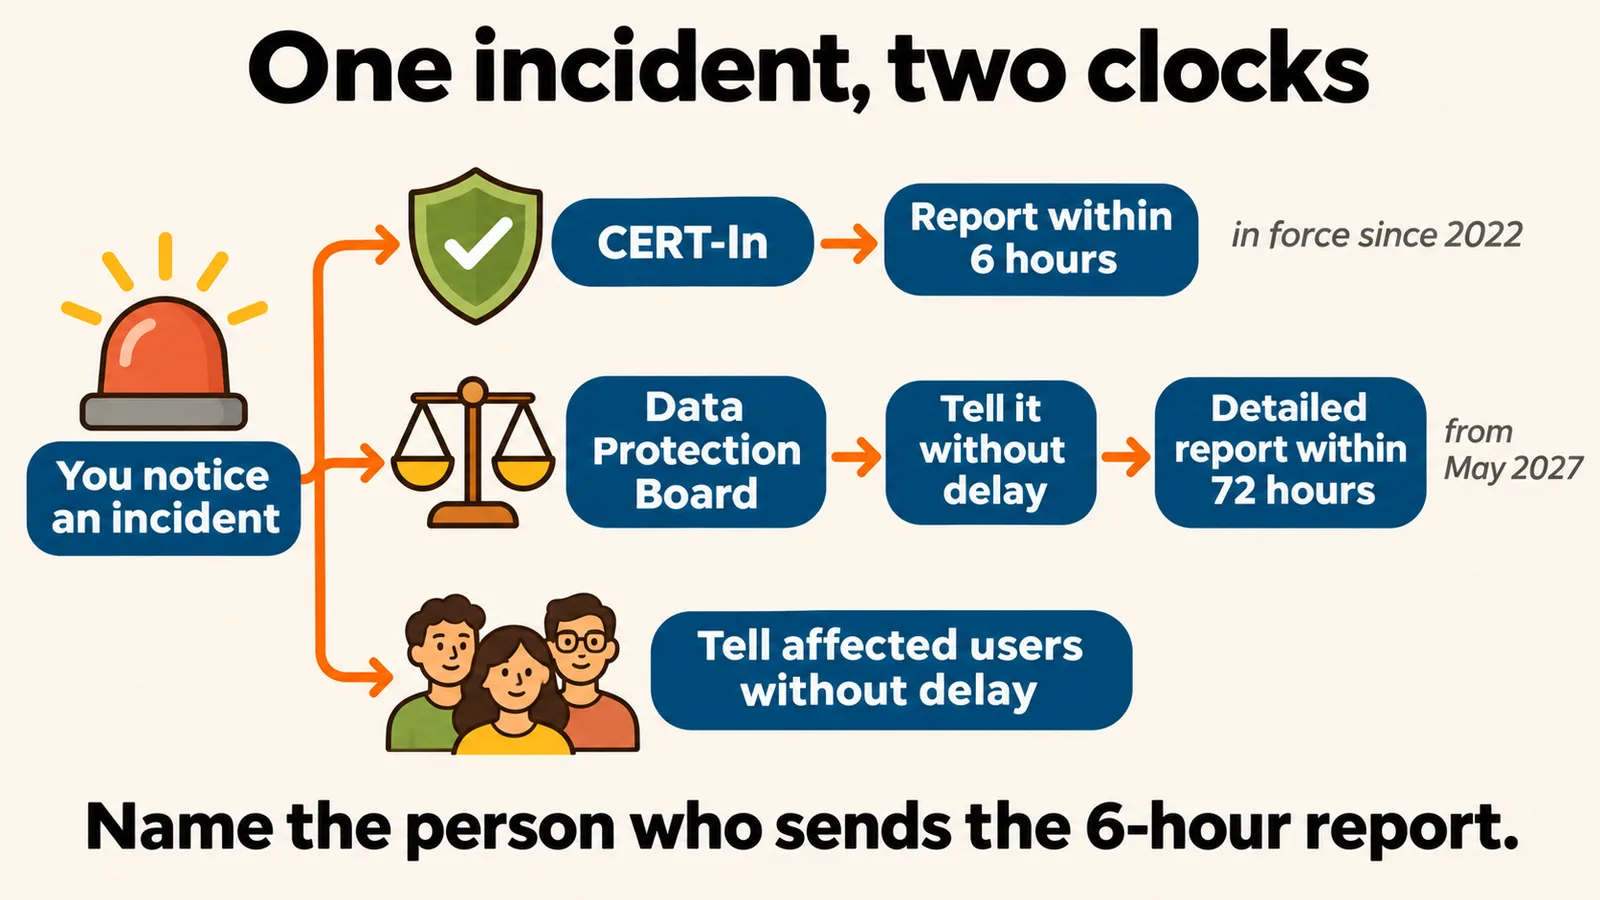 One incident, two clocks
CERT-In
Report within
6 hours
in force since 2022
You notice
an incident
Data
Protection
Board
Tell it
without
delay
Detailed
report within
72 hours
from
May 2027
Tell affected users
without delay
Name the person who sends the 6-hour report.